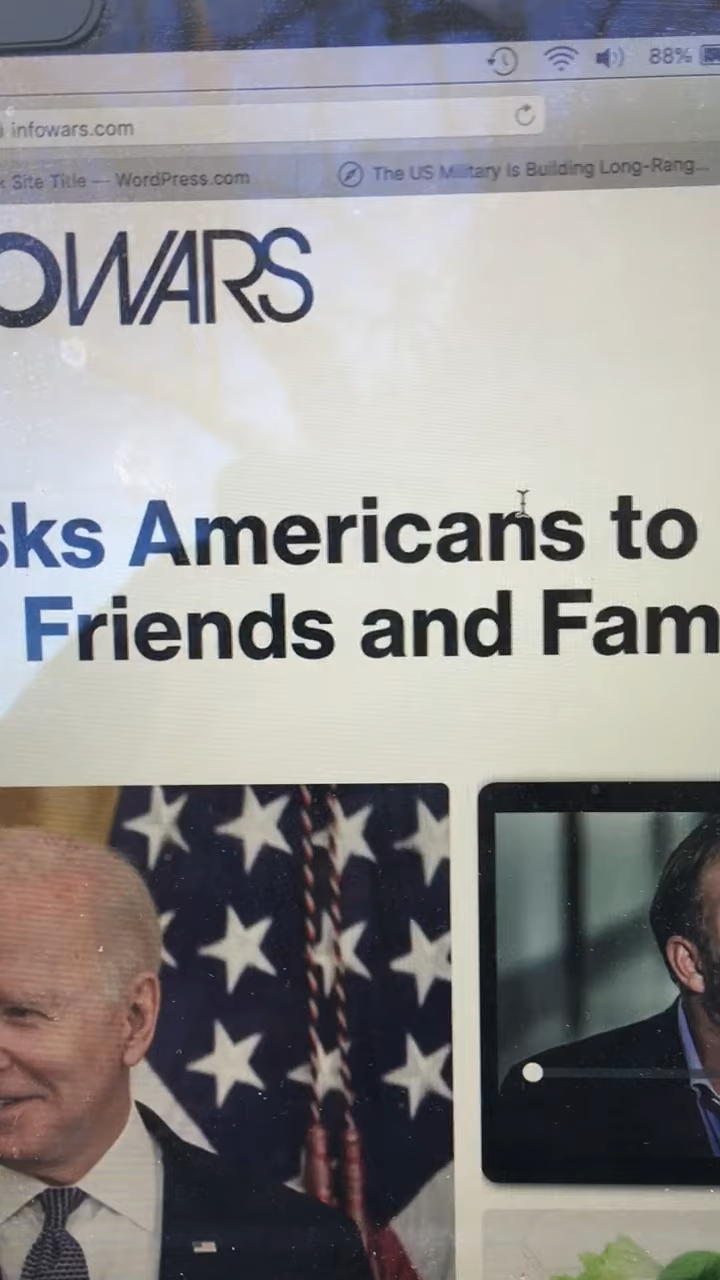 88%
infowars.com
Site Title — WordPress.com
The US Military Is Building Long-Rang...
OWARS
sks Americans to
Friends and Fam